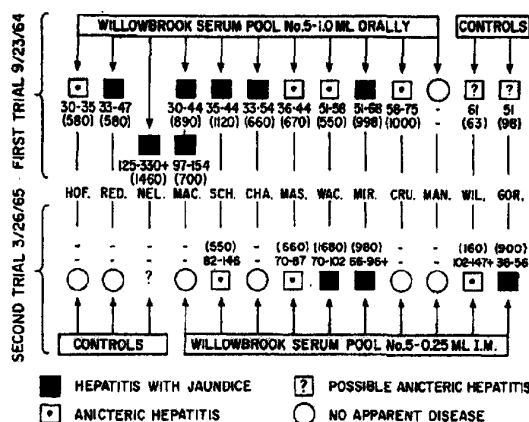 FIRST TRIAL 9/23/64
WILLOWBROOK SERUM POOL No.5-1.0 ML ORALLY
CONTROLS
? ?
30-35 33-47 30-44 35-44 33-54 36-44 51-58 51-68 58-75 - 61 51
(580) (580) (890) (1120) (660) (670) (550) (998) (1000) - (63) (98)
125-330+ 97-154
(1460) (700)
HOF. RED. NEL. MAC. SCH. CHA. MAS. WAC. MIR. CRU. MAN. WIL. GOR.
SECOND TRIAL 3/26/65
- - - - (550) - (660) (1680) (980) - - (160) (900)
- - - - 82-146 - 70-87 70-102 66-96+ - - 102-147+ 38-56
?
CONTROLS
WILLOWBROOK SERUM POOL No.5-0.25 ML I.M.
HEPATITIS WITH JAUNDICE
? POSSIBLE ANICTERIC HEPATITIS
ANICTERIC HEPATITIS
NO APPARENT DISEASE